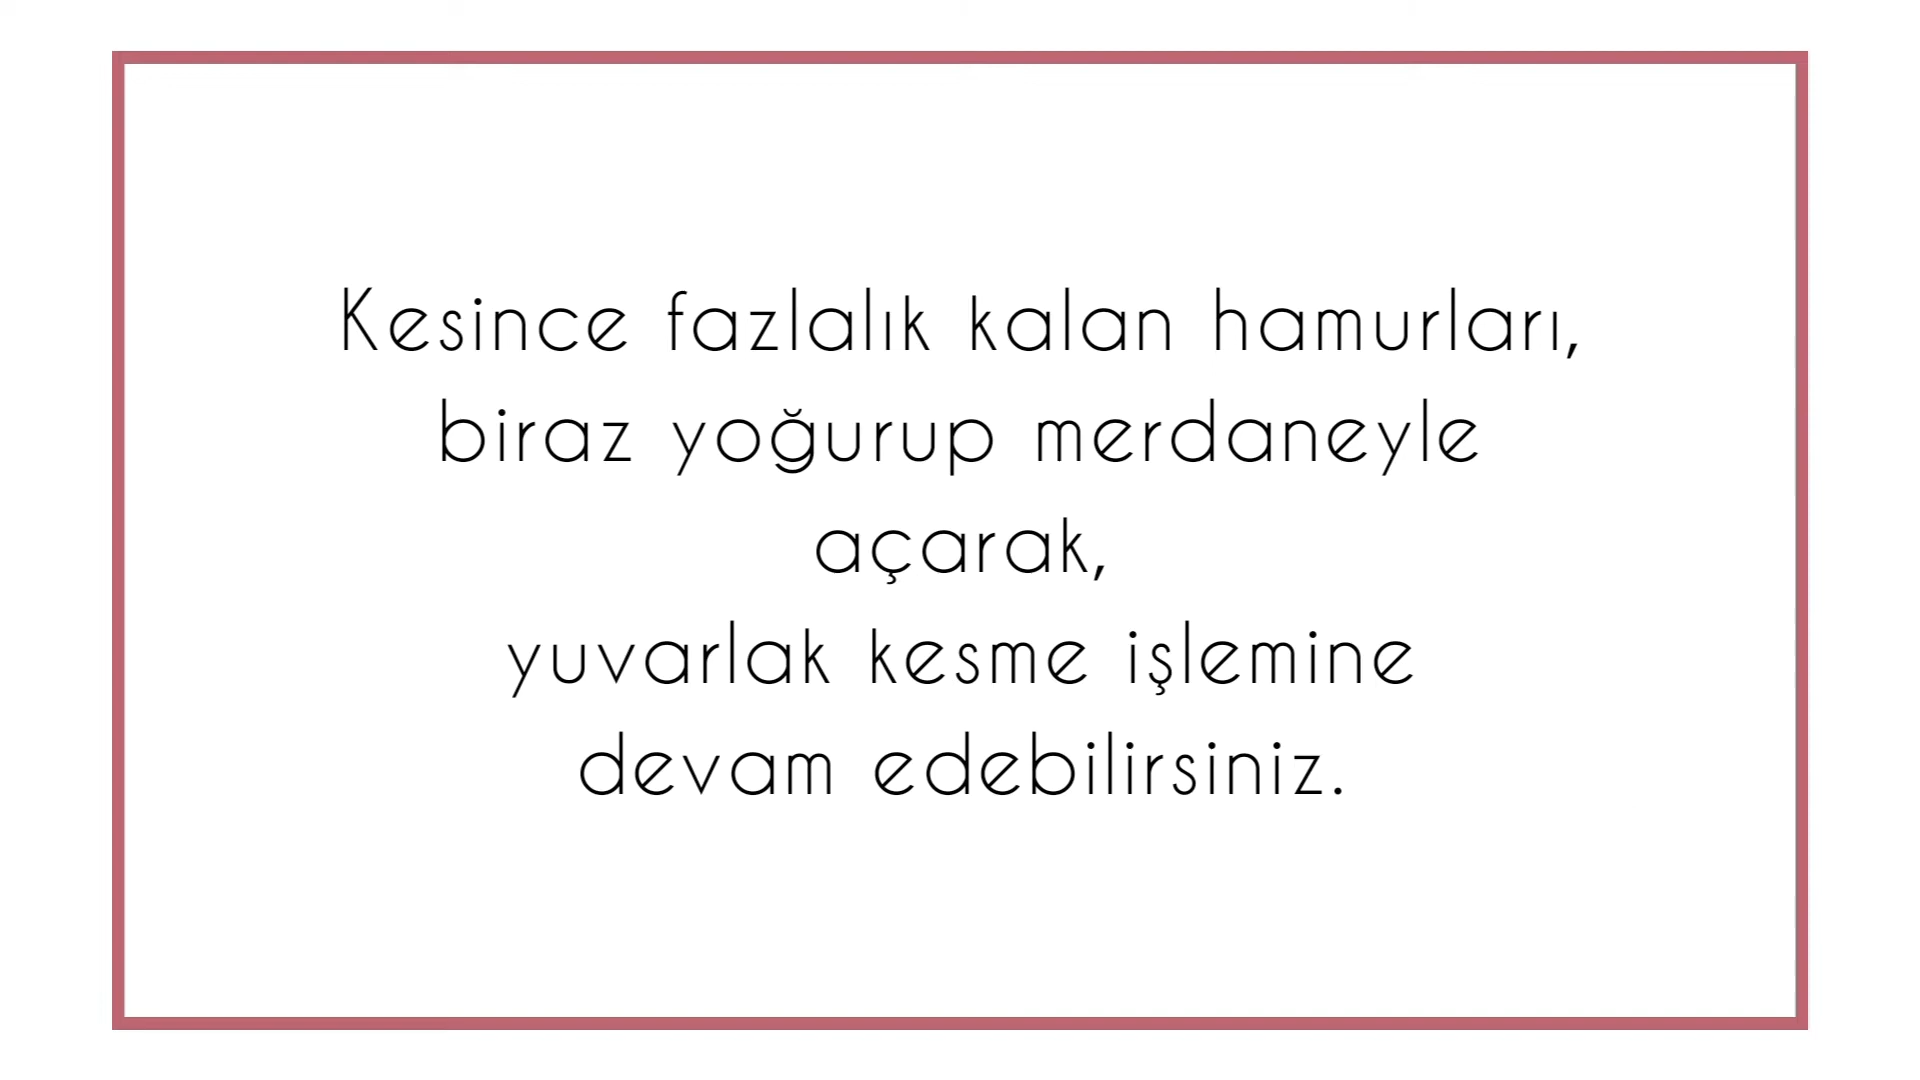 Kesince fazlalık kalan hamurları,
biraz yoğurup merdaneyle
açarak,
yuvarlak kesme işlemine
devam edebilirsiniz.